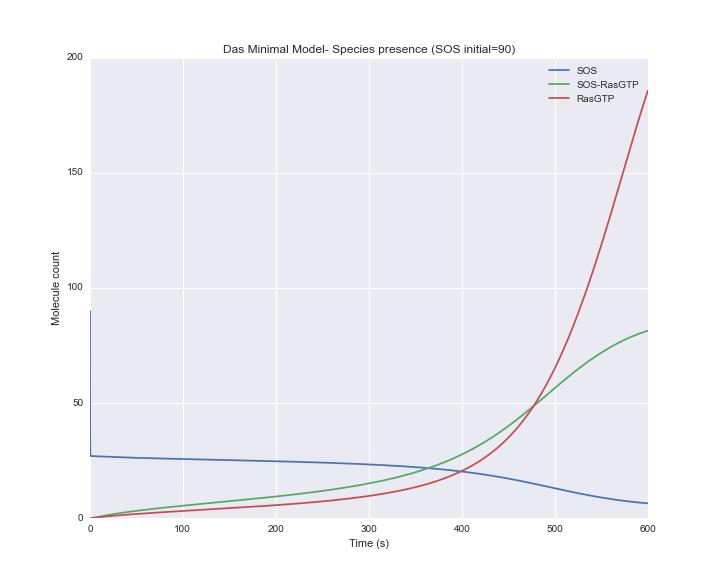 Das Minimal Model- Species presence (SOS initial=90)
200
150
100
50
0
Molecule count
SOS
SOS-RasGTP
RasGTP
0 100 200 300 400 500 600
Time (s)